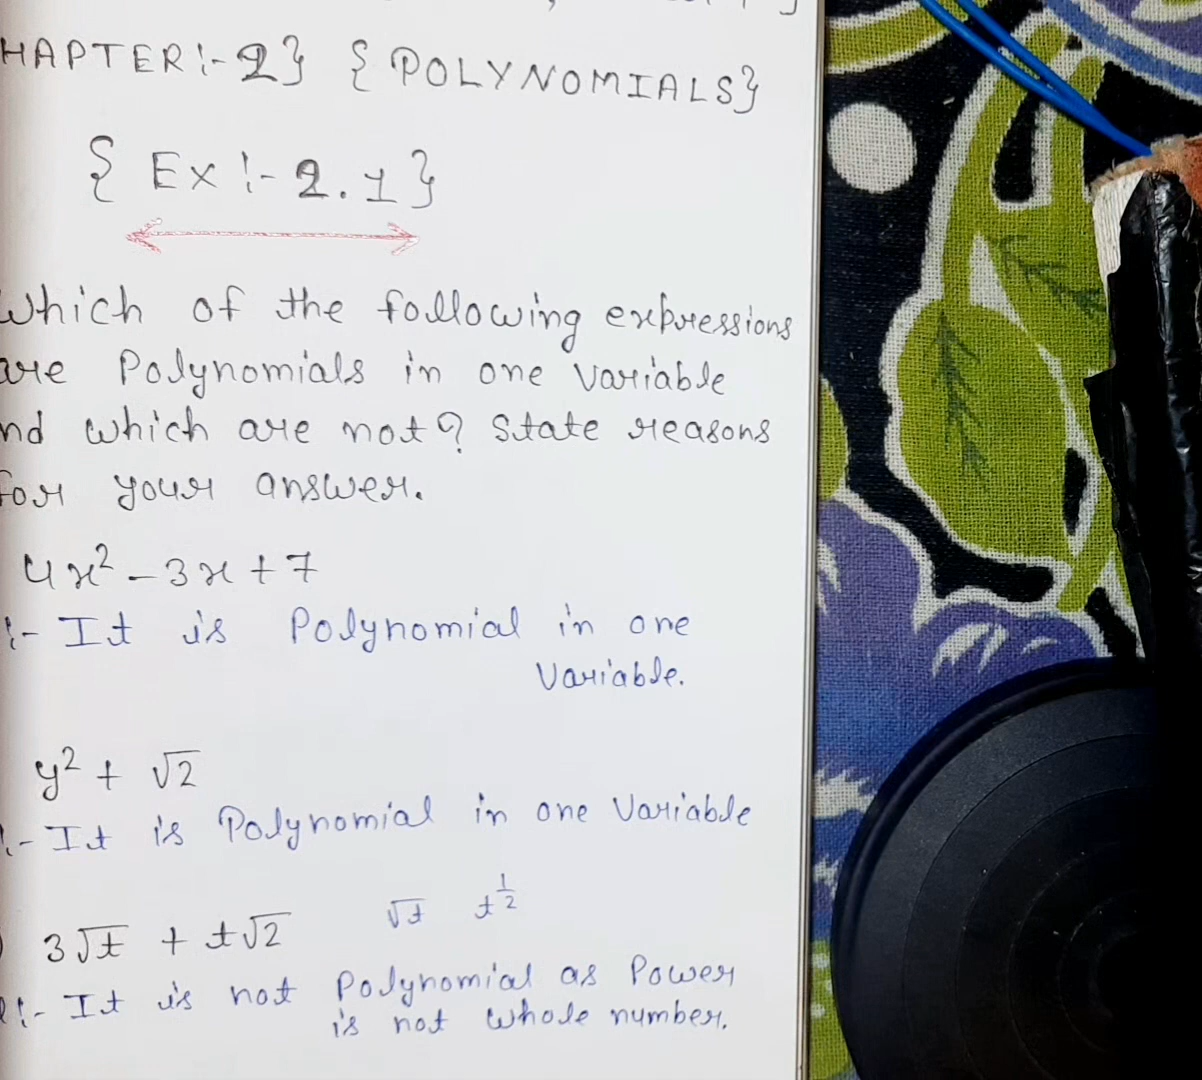 HAPTER:-2} {POLYNOMIALS}
{Ex:-2.1}
Which of the following expressions
are Polynomials in one Variable
nd which are not? State reasons
for your answer.
4x² - 3x + 7
:- It is Polynomial in one
Variable.
y² + √2
:- It is Polynomial in one Variable
√t t^½
3√t + t√2
:- It is not Polynomial as Power
is not whole number.